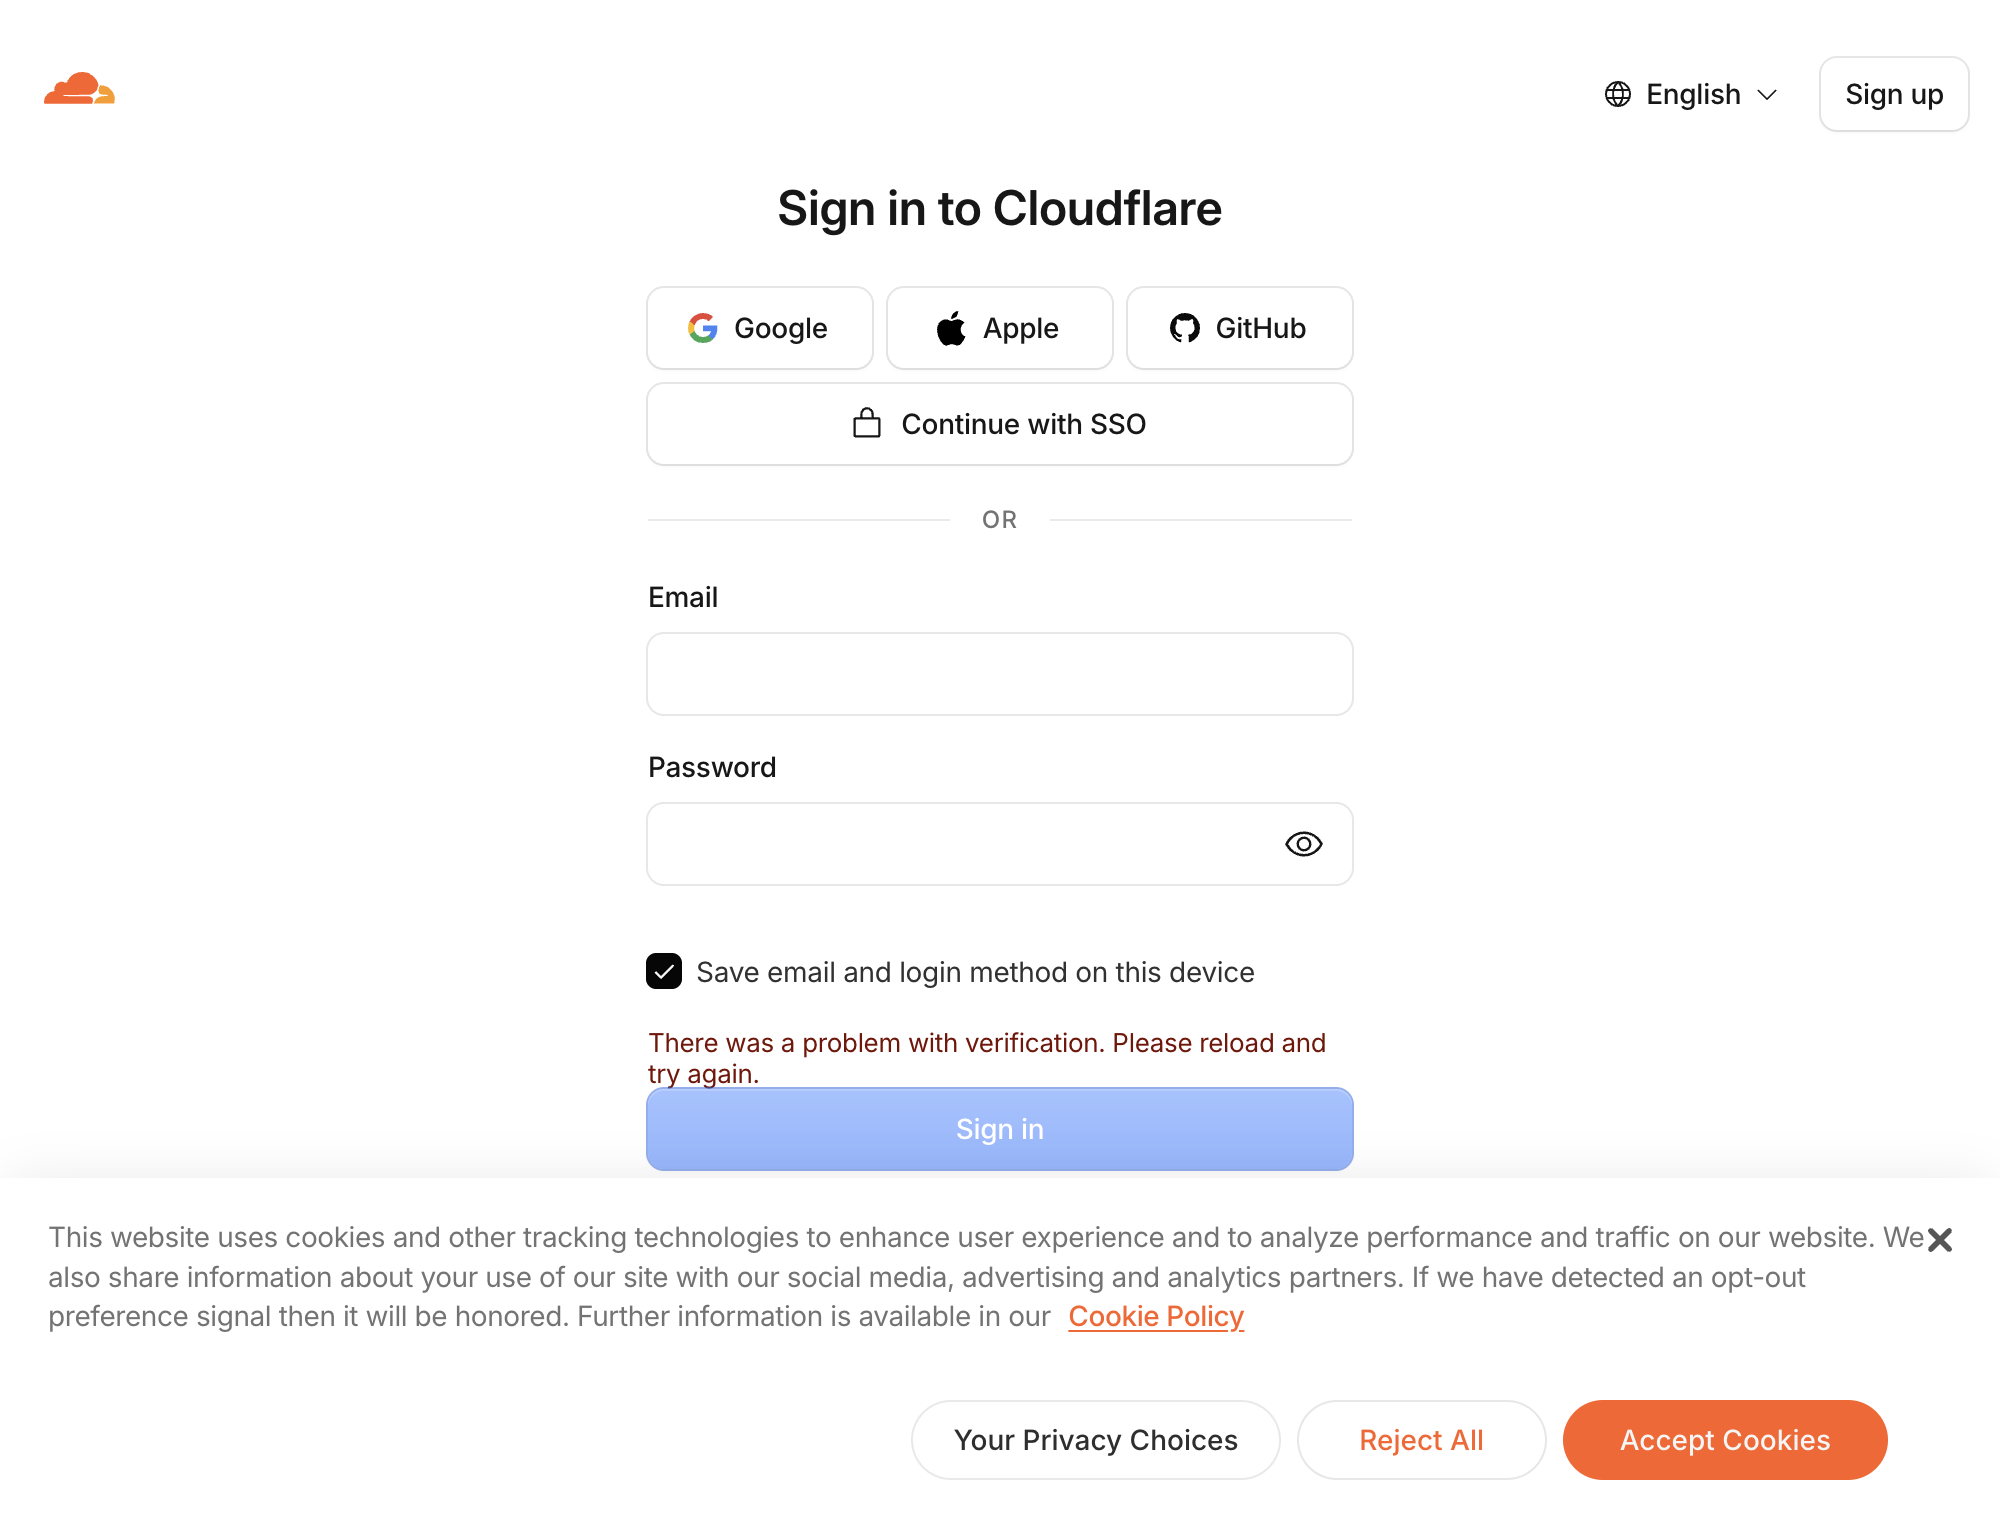 English
Sign up
Sign in to Cloudflare
Google
Apple
GitHub
Continue with SSO
OR
Email
Password
Save email and login method on this device
There was a problem with verification. Please reload and
try again.
Sign in
This website uses cookies and other tracking technologies to enhance user experience and to analyze performance and traffic on our website. We
also share information about your use of our site with our social media, advertising and analytics partners. If we have detected an opt-out
preference signal then it will be honored. Further information is available in our Cookie Policy
Your Privacy Choices
Reject All
Accept Cookies